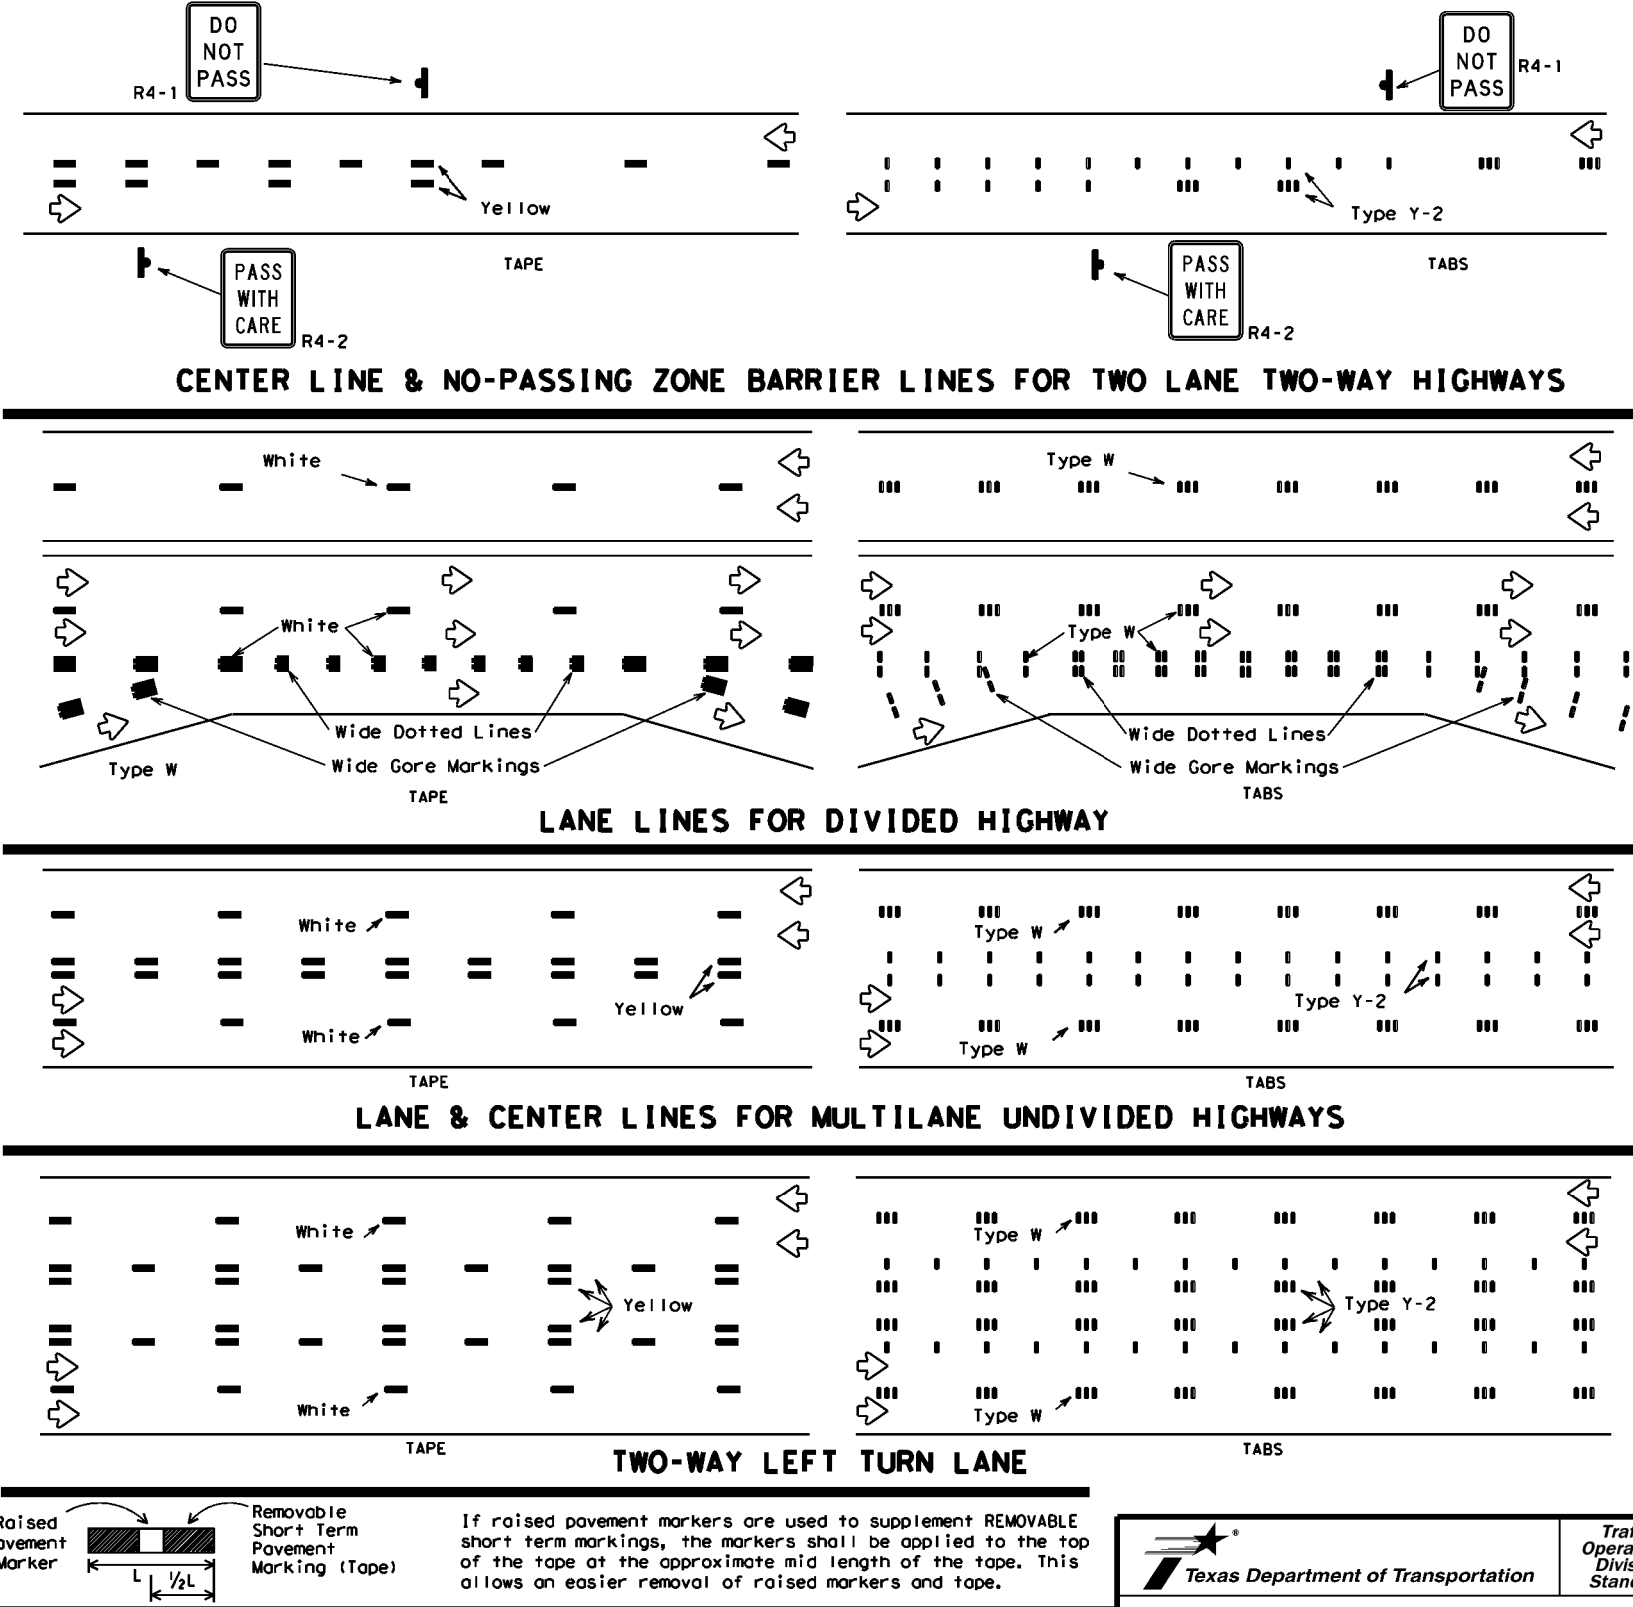 DO
NOT
PASS
R4-1
DO
NOT
PASS
R4-1
Yellow
Type Y-2
TAPE
TABS
PASS
WITH
CARE
R4-2
PASS
WITH
CARE
R4-2
CENTER LINE & NO-PASSING ZONE BARRIER LINES FOR TWO LANE TWO-WAY HIGHWAYS
White
Type W
White
Type W
Wide Dotted Lines
Wide Dotted Lines
Type W
Wide Gore Markings
Wide Gore Markings
TAPE
TABS
LANE LINES FOR DIVIDED HIGHWAY
White
Type W
Yellow
Type Y-2
White
Type W
TAPE
TABS
LANE & CENTER LINES FOR MULTILANE UNDIVIDED HIGHWAYS
White
Type W
Yellow
Type Y-2
White
Type W
TAPE
TABS
TWO-WAY LEFT TURN LANE
Raised
Pavement
Marker
L
½L
Removable
Short Term
Pavement
Marking (Tape)
If raised pavement markers are used to supplement REMOVABLE
short term markings, the markers shall be applied to the top
of the tape at the approximate mid length of the tape. This
allows an easier removal of raised markers and tape.
®
Texas Department of Transportation